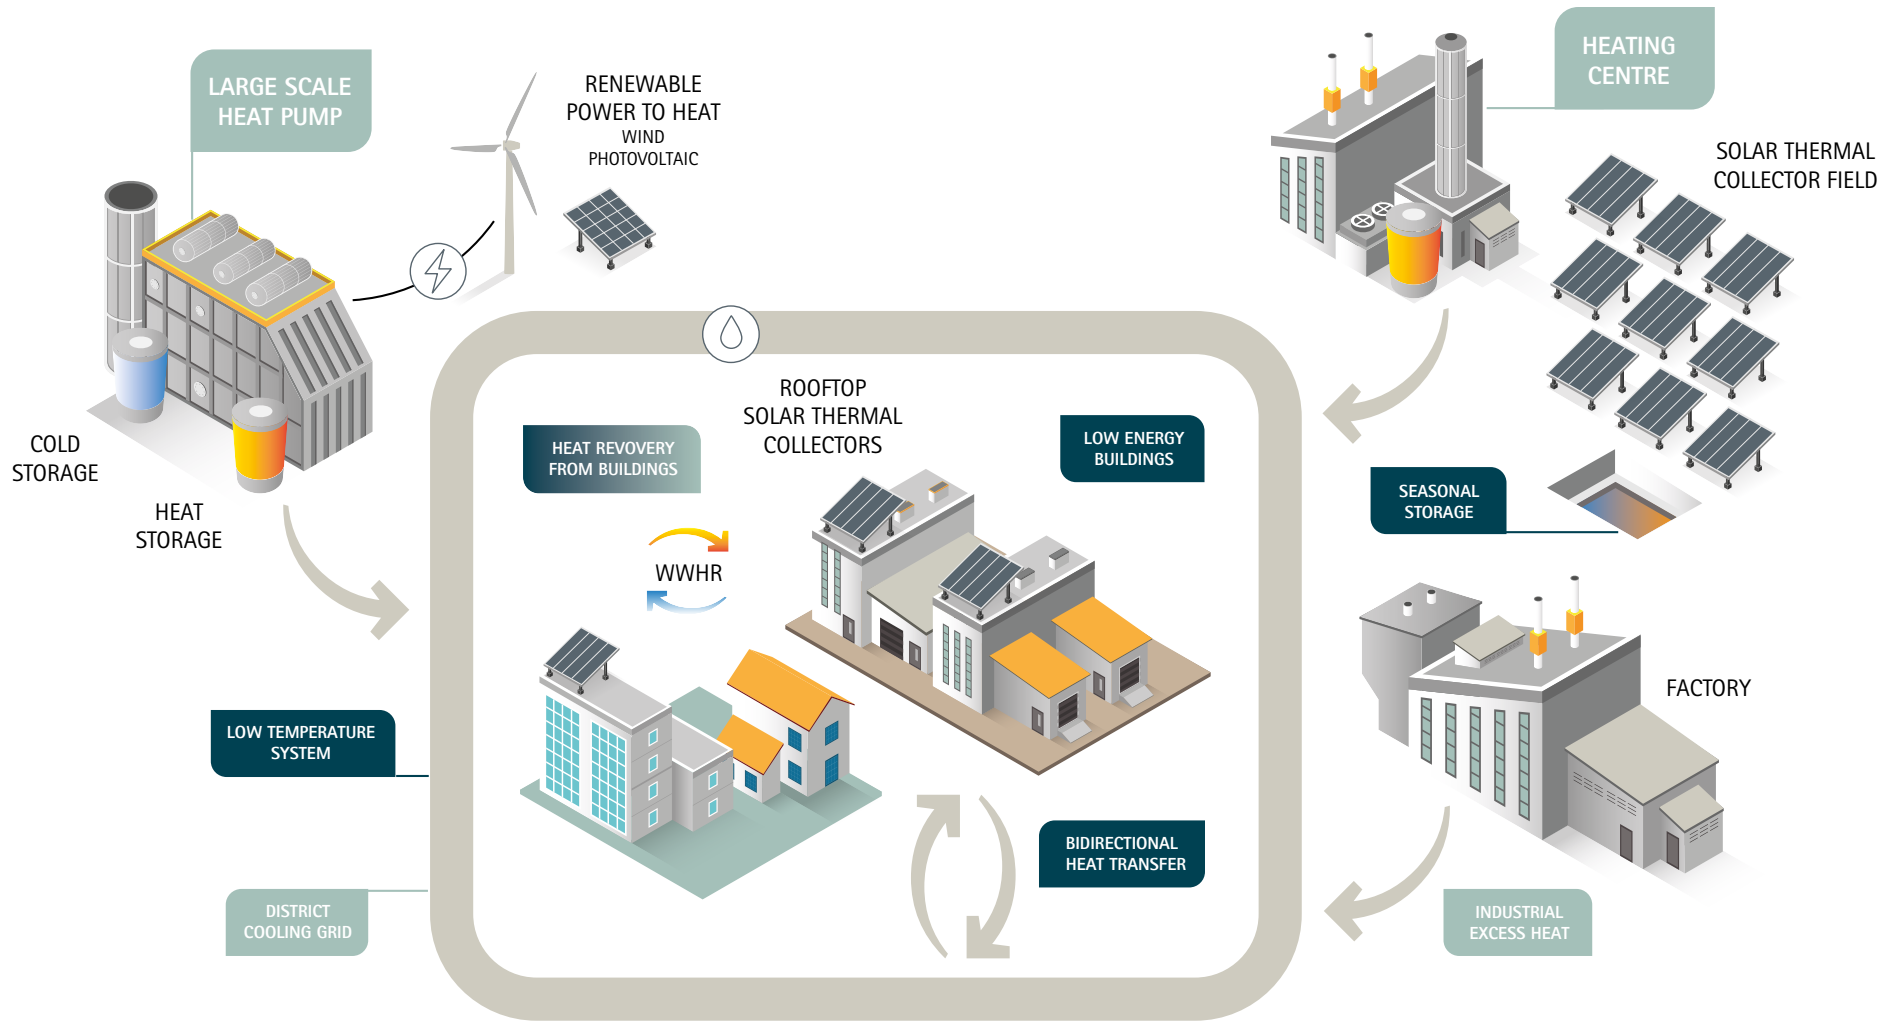 LARGE SCALE
HEAT PUMP
RENEWABLE
POWER TO HEAT
WIND
PHOTOVOLTAIC
HEATING
CENTRE
SOLAR THERMAL
COLLECTOR FIELD
COLD
STORAGE
HEAT
STORAGE
ROOFTOP
SOLAR THERMAL
COLLECTORS
HEAT REVOVERY
FROM BUILDINGS
LOW ENERGY
BUILDINGS
WWHR
SEASONAL
STORAGE
FACTORY
LOW TEMPERATURE
SYSTEM
BIDIRECTIONAL
HEAT TRANSFER
DISTRICT
COOLING GRID
INDUSTRIAL
EXCESS HEAT